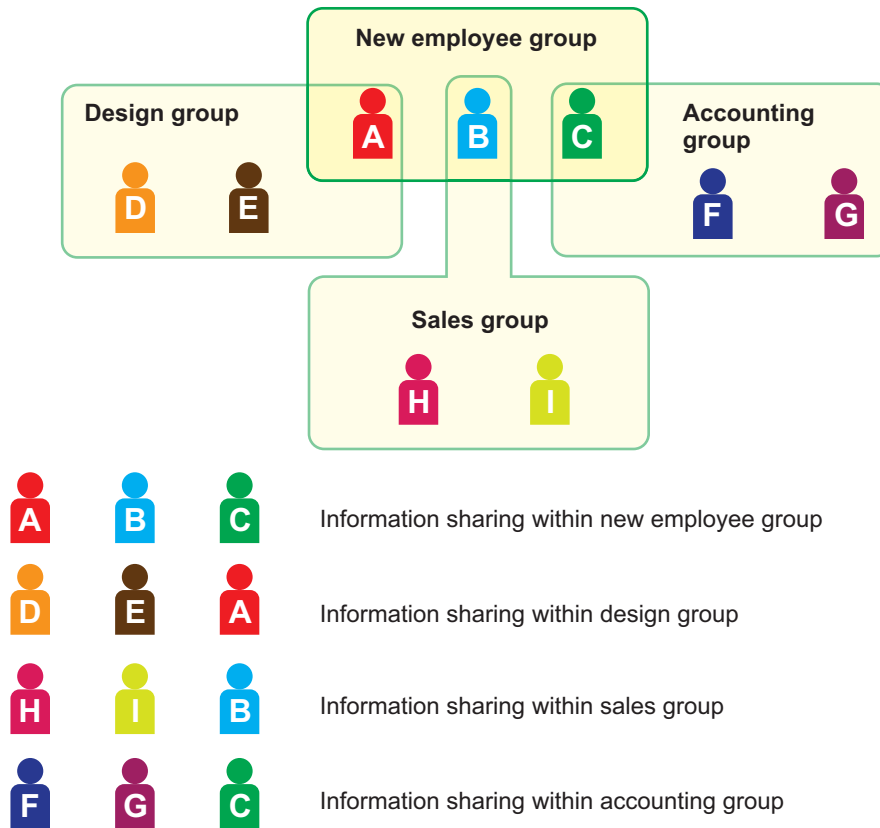 New employee group
Design group
Accounting
group
A
B
C
D
E
F
G
Sales group
H
I
A B C Information sharing within new employee group
D E A Information sharing within design group
H I B Information sharing within sales group
F G C Information sharing within accounting group